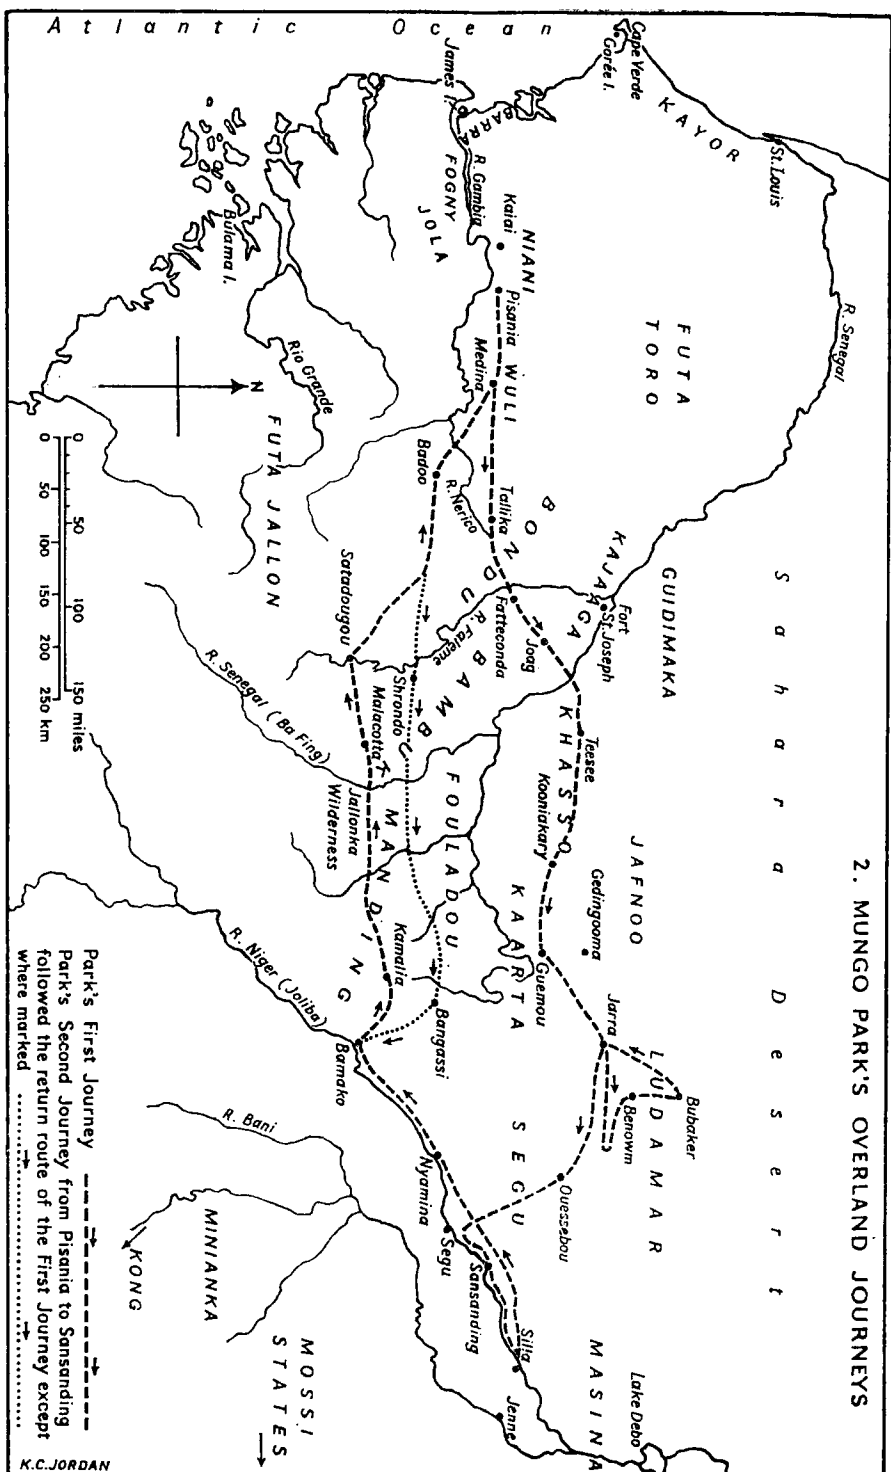 2. MUNGO PARK'S OVERLAND JOURNEYS
Atlantic Ocean
Sahara Desert
Cape Verde
Gorée I.
KAYOR
St. Louis
R. Senegal
FUTA
TORO
GUIDIMAKA
JAFNOO
KAJAAGA
Fort
St. Joseph
LUDAMAR
Bubaker
Benowm
Jarra
Lake Debo
MASINA
James I.
BARRA
R. Gambia
FOGNY
JOLA
Kaiai
NIANI
Pisania
WULI
Medina
Tallika
BONDU
Fatteconda
Joag
Teesee
KHASSO
Kooniakary
Gedingooma
Guemou
KAARTA
Ouessebou
SEGU
Badoo
R. Nerico
R. Faleme
BAMBUK
Shrondo
Satadougou
Malacotta
FOULADOU
MANDING
Jallonka
Wilderness
Kamalia
Bangassi
Bamako
Nyamina
Segu
Sansanding
Silla
Jenne
Bulama I.
Rio Grande
N
FUTA JALLON
R. Senegal (Ba Fing)
R. Niger (Joliba)
R. Bani
MINIANKA
KONG
MOSSI
STATES
0 50 100 150 miles
0 50 100 150 200 250 km
Park's First Journey
Park's Second Journey from Pisania to Sansanding
followed the return route of the First Journey except
where marked
K.C.JORDAN